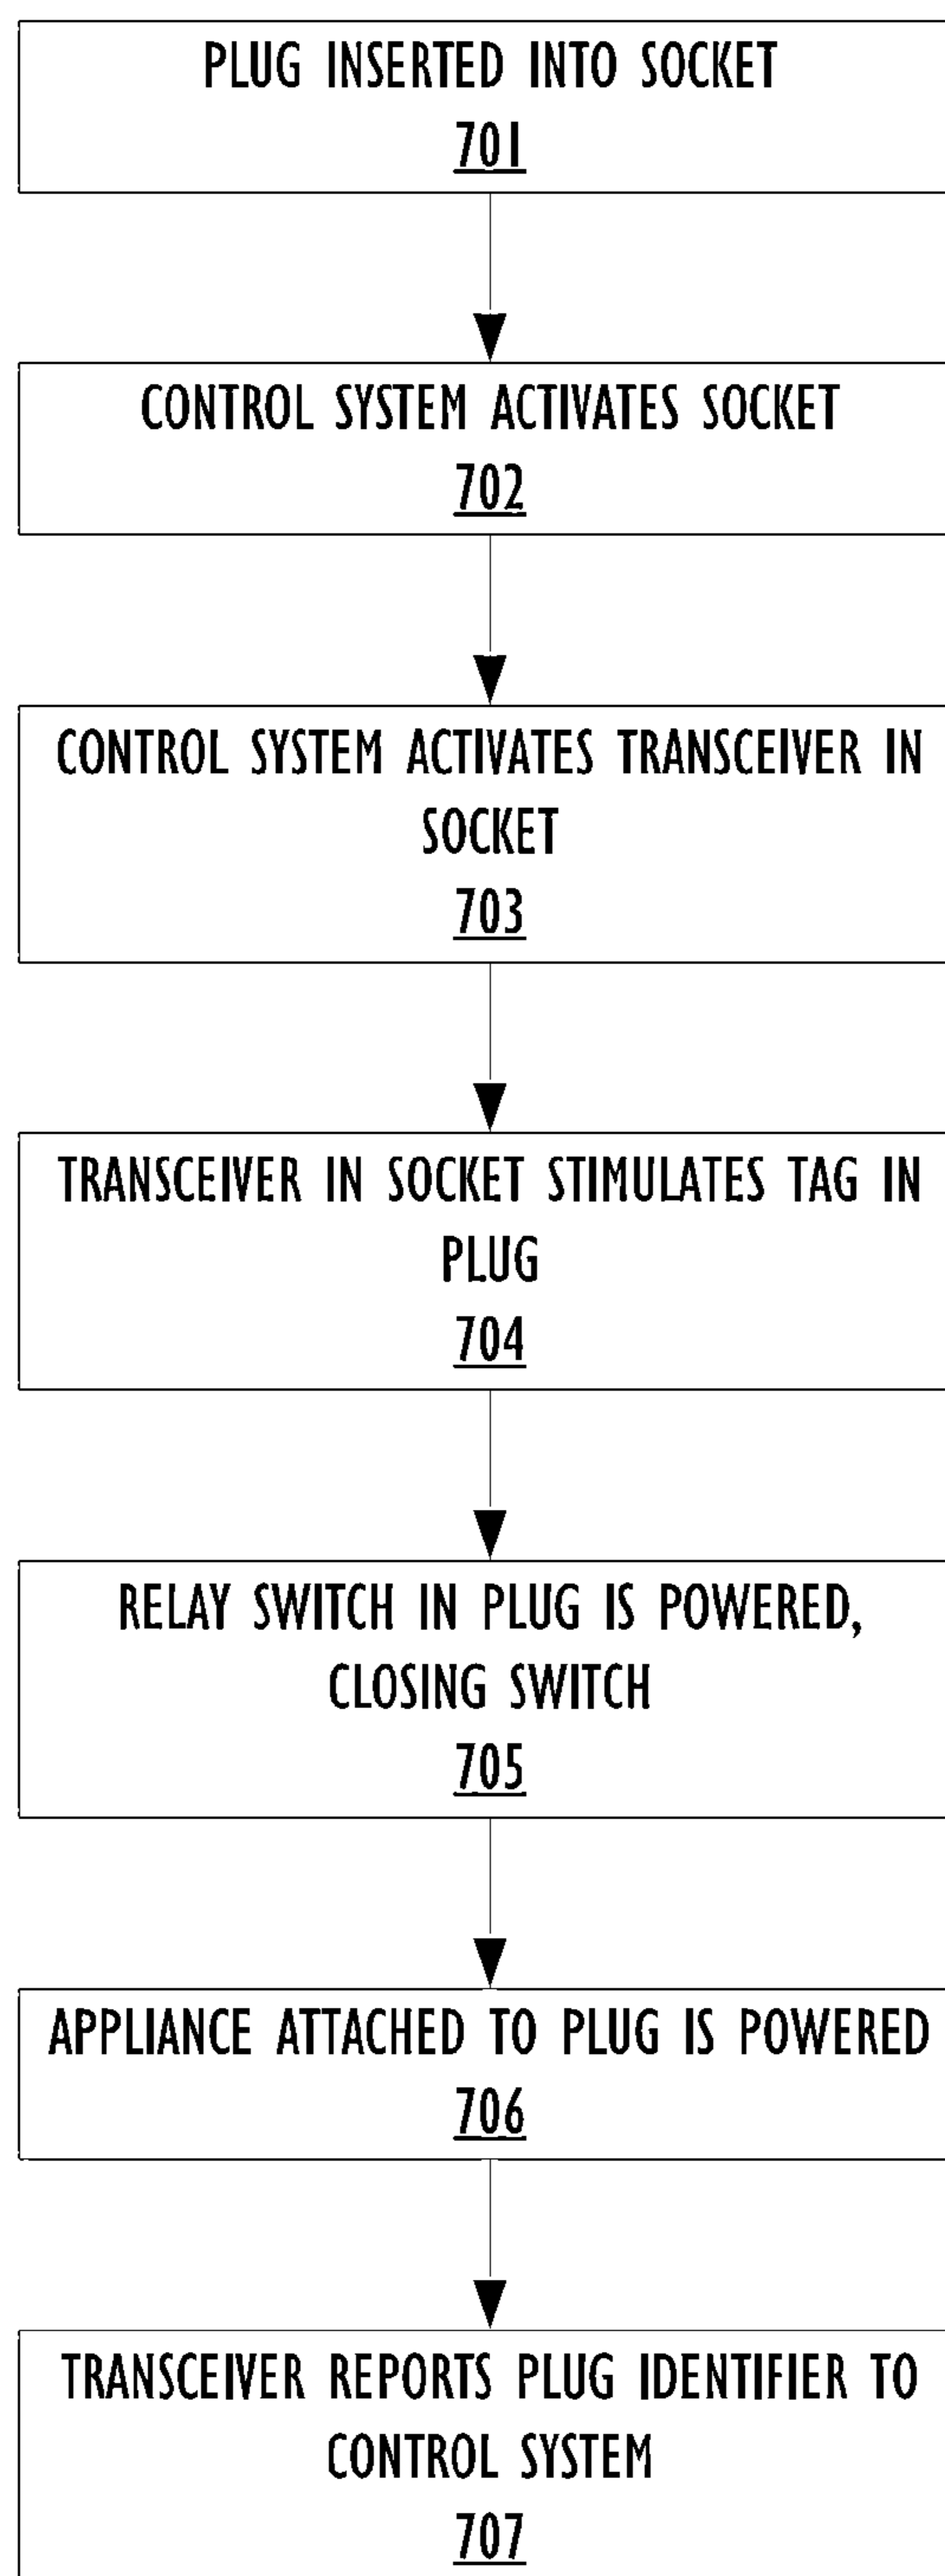 PLUG INSERTED INTO SOCKET
701
CONTROL SYSTEM ACTIVATES SOCKET
702
CONTROL SYSTEM ACTIVATES TRANSCEIVER IN
SOCKET
703
TRANSCEIVER IN SOCKET STIMULATES TAG IN
PLUG
704
RELAY SWITCH IN PLUG IS POWERED,
CLOSING SWITCH
705
APPLIANCE ATTACHED TO PLUG IS POWERED
706
TRANSCEIVER REPORTS PLUG IDENTIFIER TO
CONTROL SYSTEM
707